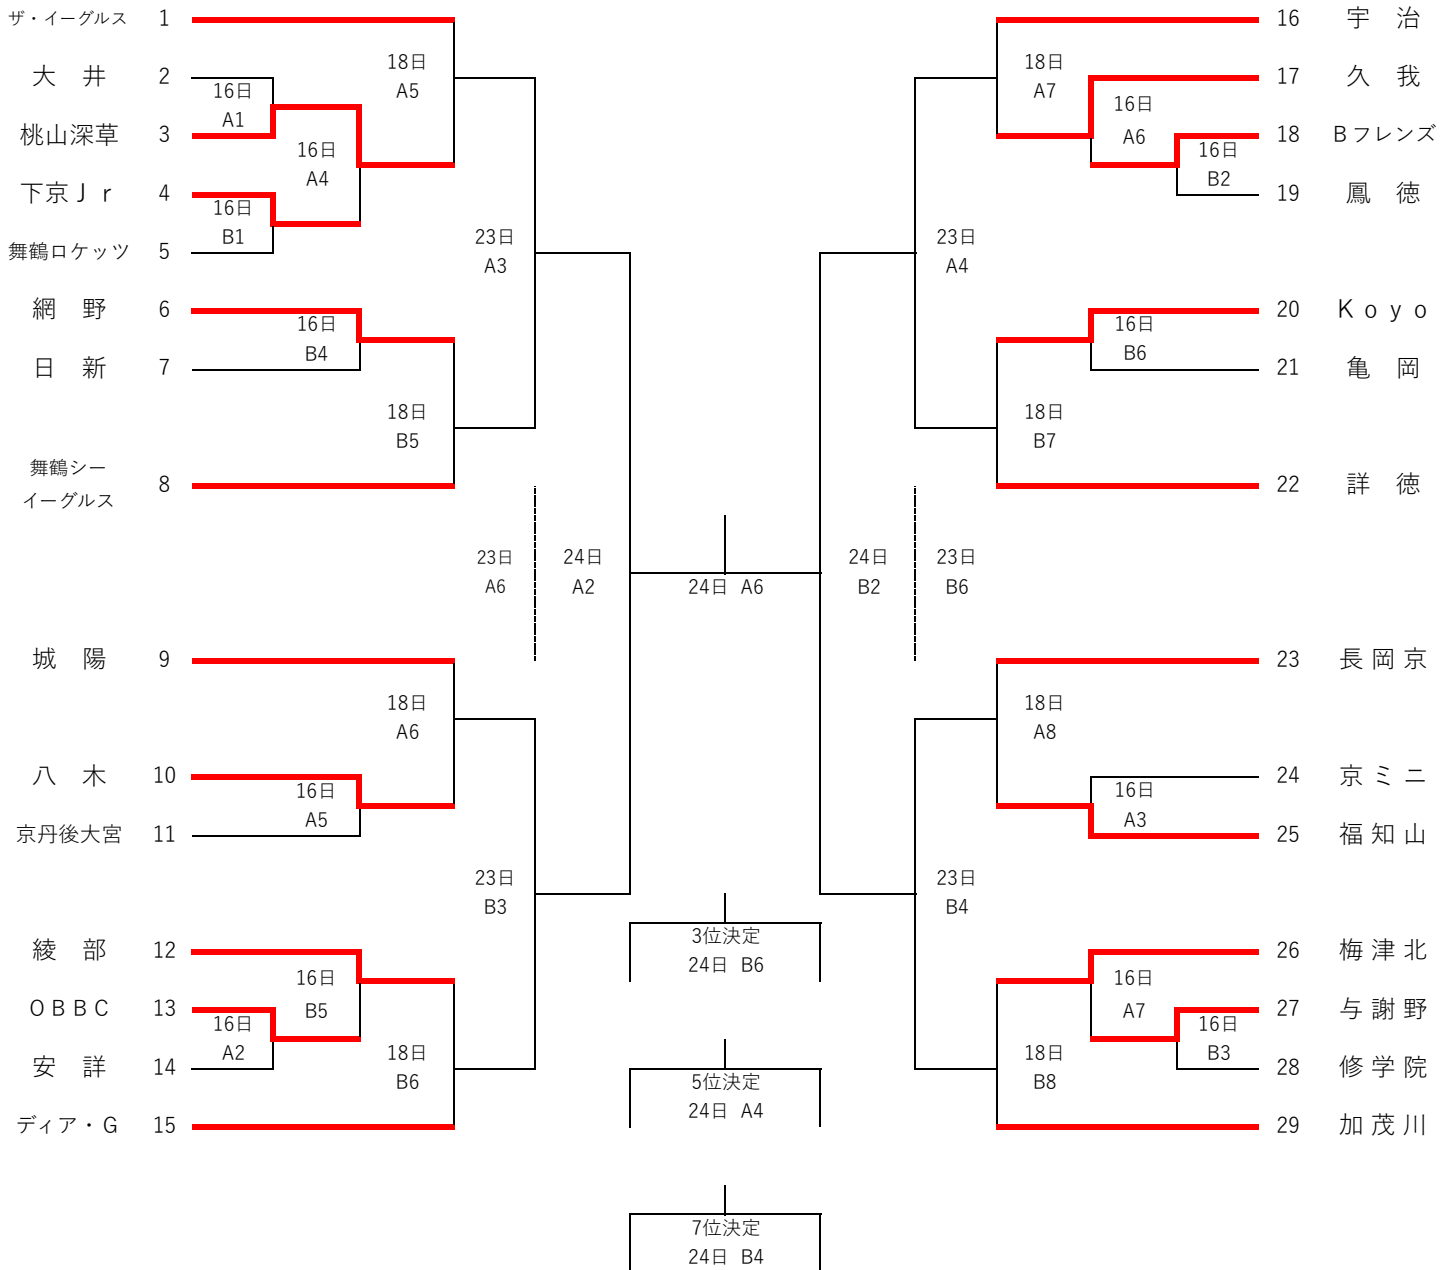 ザ・イーグルス 1
大 井 2
桃山深草 3
下京Ｊｒ 4
舞鶴ロケッツ 5
網 野 6
日 新 7
舞鶴シー
イーグルス 8
城 陽 9
八 木 10
京丹後大宮 11
綾 部 12
ＯＢＢＣ 13
安 詳 14
ディア・G 15
16日
A1
16日
B1
16日
A4
16日
B4
16日
A5
16日
B5
16日
A2
18日
A5
18日
B5
18日
A6
18日
B6
23日
A3
23日
B3
23日
A6
24日
A2
24日 A6
3位決定
24日 B6
5位決定
24日 A4
7位決定
24日 B4
24日
B2
23日
B6
23日
A4
23日
B4
18日
A7
18日
B7
18日
A8
18日
B8
16日
A6
16日
B2
16日
B6
16日
A3
16日
A7
16日
B3
16 宇 治
17 久 我
18 Ｂフレンズ
19 鳳 徳
20 Ｋｏｙｏ
21 亀 岡
22 詳 徳
23 長岡京
24 京ミニ
25 福知山
26 梅津北
27 与謝野
28 修学院
29 加茂川